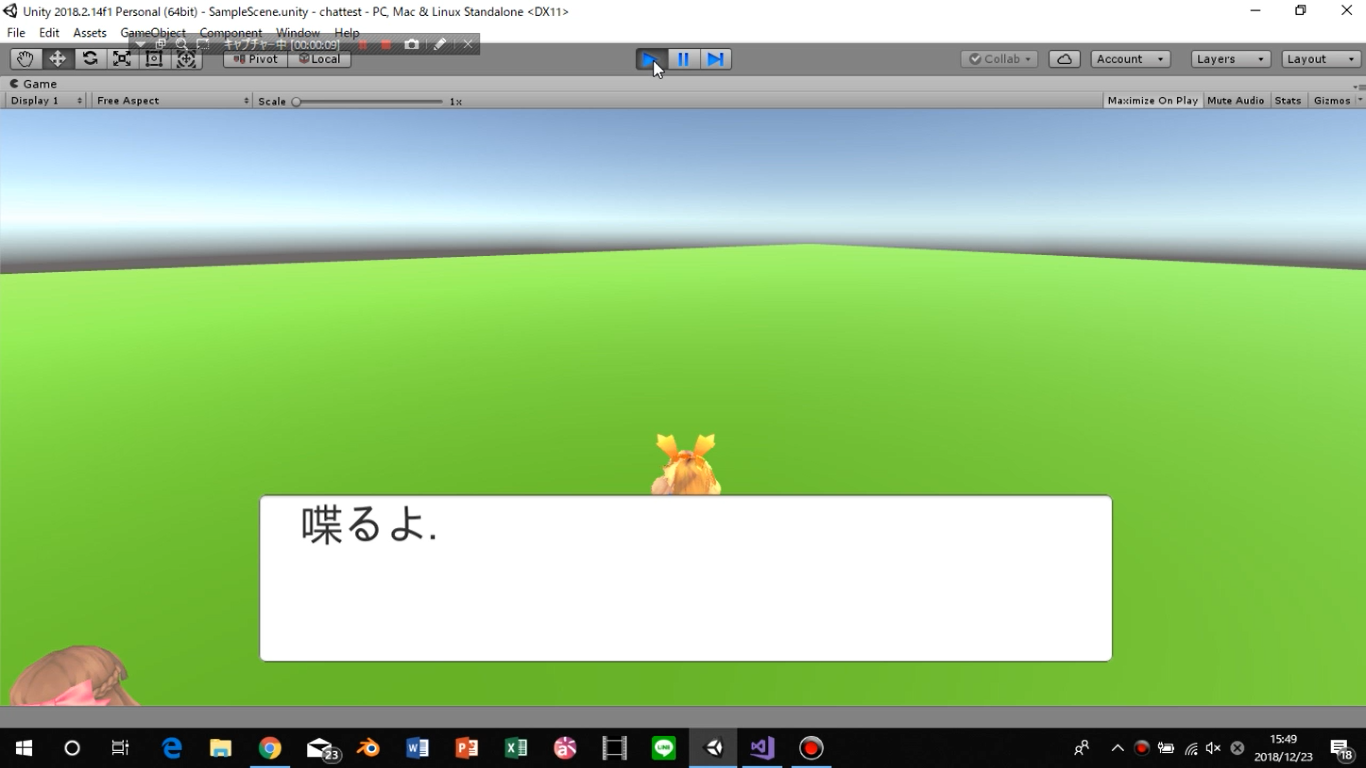 Unity 2018.2.14f1 Personal (64bit) - SampleScene.unity - chattest - PC, Mac & Linux Standalone <DX11>
File Edit Assets GameObject Component Window Help
キャプチャー中 [00:00:09]
Pivot Local Collab Account Layers Layout
Game
Display 1 Free Aspect Scale 1x Maximize On Play Mute Audio Stats Gizmos
喋るよ.
23
LINE
15:49
2018/12/23
18